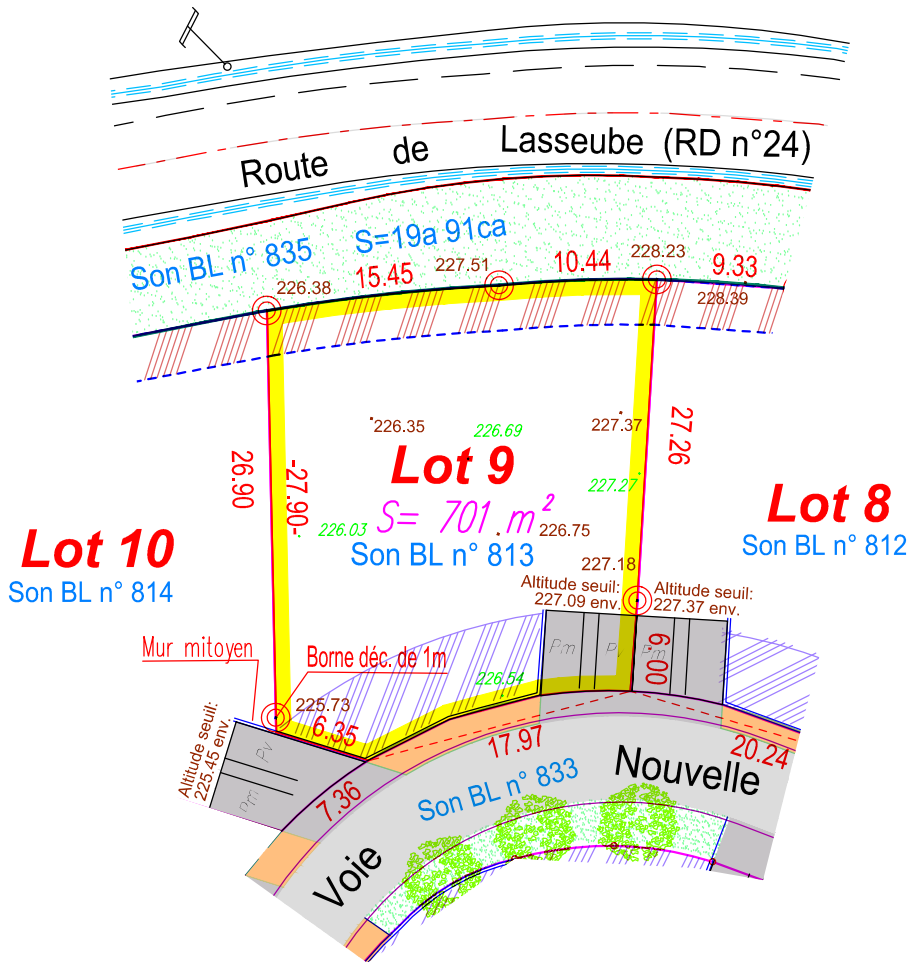 Route de Lasseube (RD n°24)
Son BL n° 835 S=19a 91ca
226.38
15.45
227.51
10.44
228.23
9.33
228.39
226.35
226.69
227.37
27.26
26.90
-27.90-
Lot 9
227.27
226.03
S= 701 m²
226.75
Son BL n° 813
Lot 8
Son BL n° 812
Lot 10
Son BL n° 814
227.18
Altitude seuil:
227.09 env.
Altitude seuil:
227.37 env.
Pm
Pv
Pm
6.00
Mur mitoyen
Borne déc. de 1m
226.54
225.73
6.35
Altitude seuil:
225.45 env.
Pv
Pm
7.36
17.97
20.24
Son BL n° 833
Voie Nouvelle